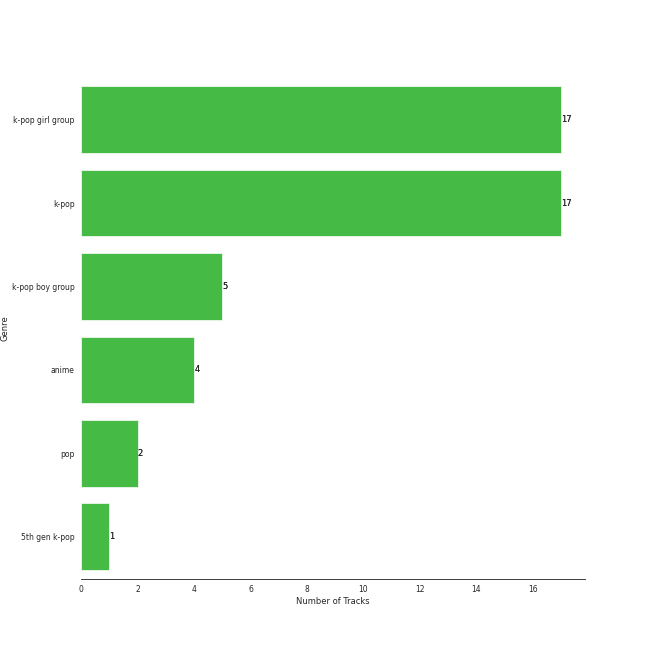 k-pop girl group
17
k-pop
17
k-pop boy group
5
Genre
anime
4
pop
2
5th gen k-pop
1
0 2 4 6 8 10 12 14 16
Number of Tracks